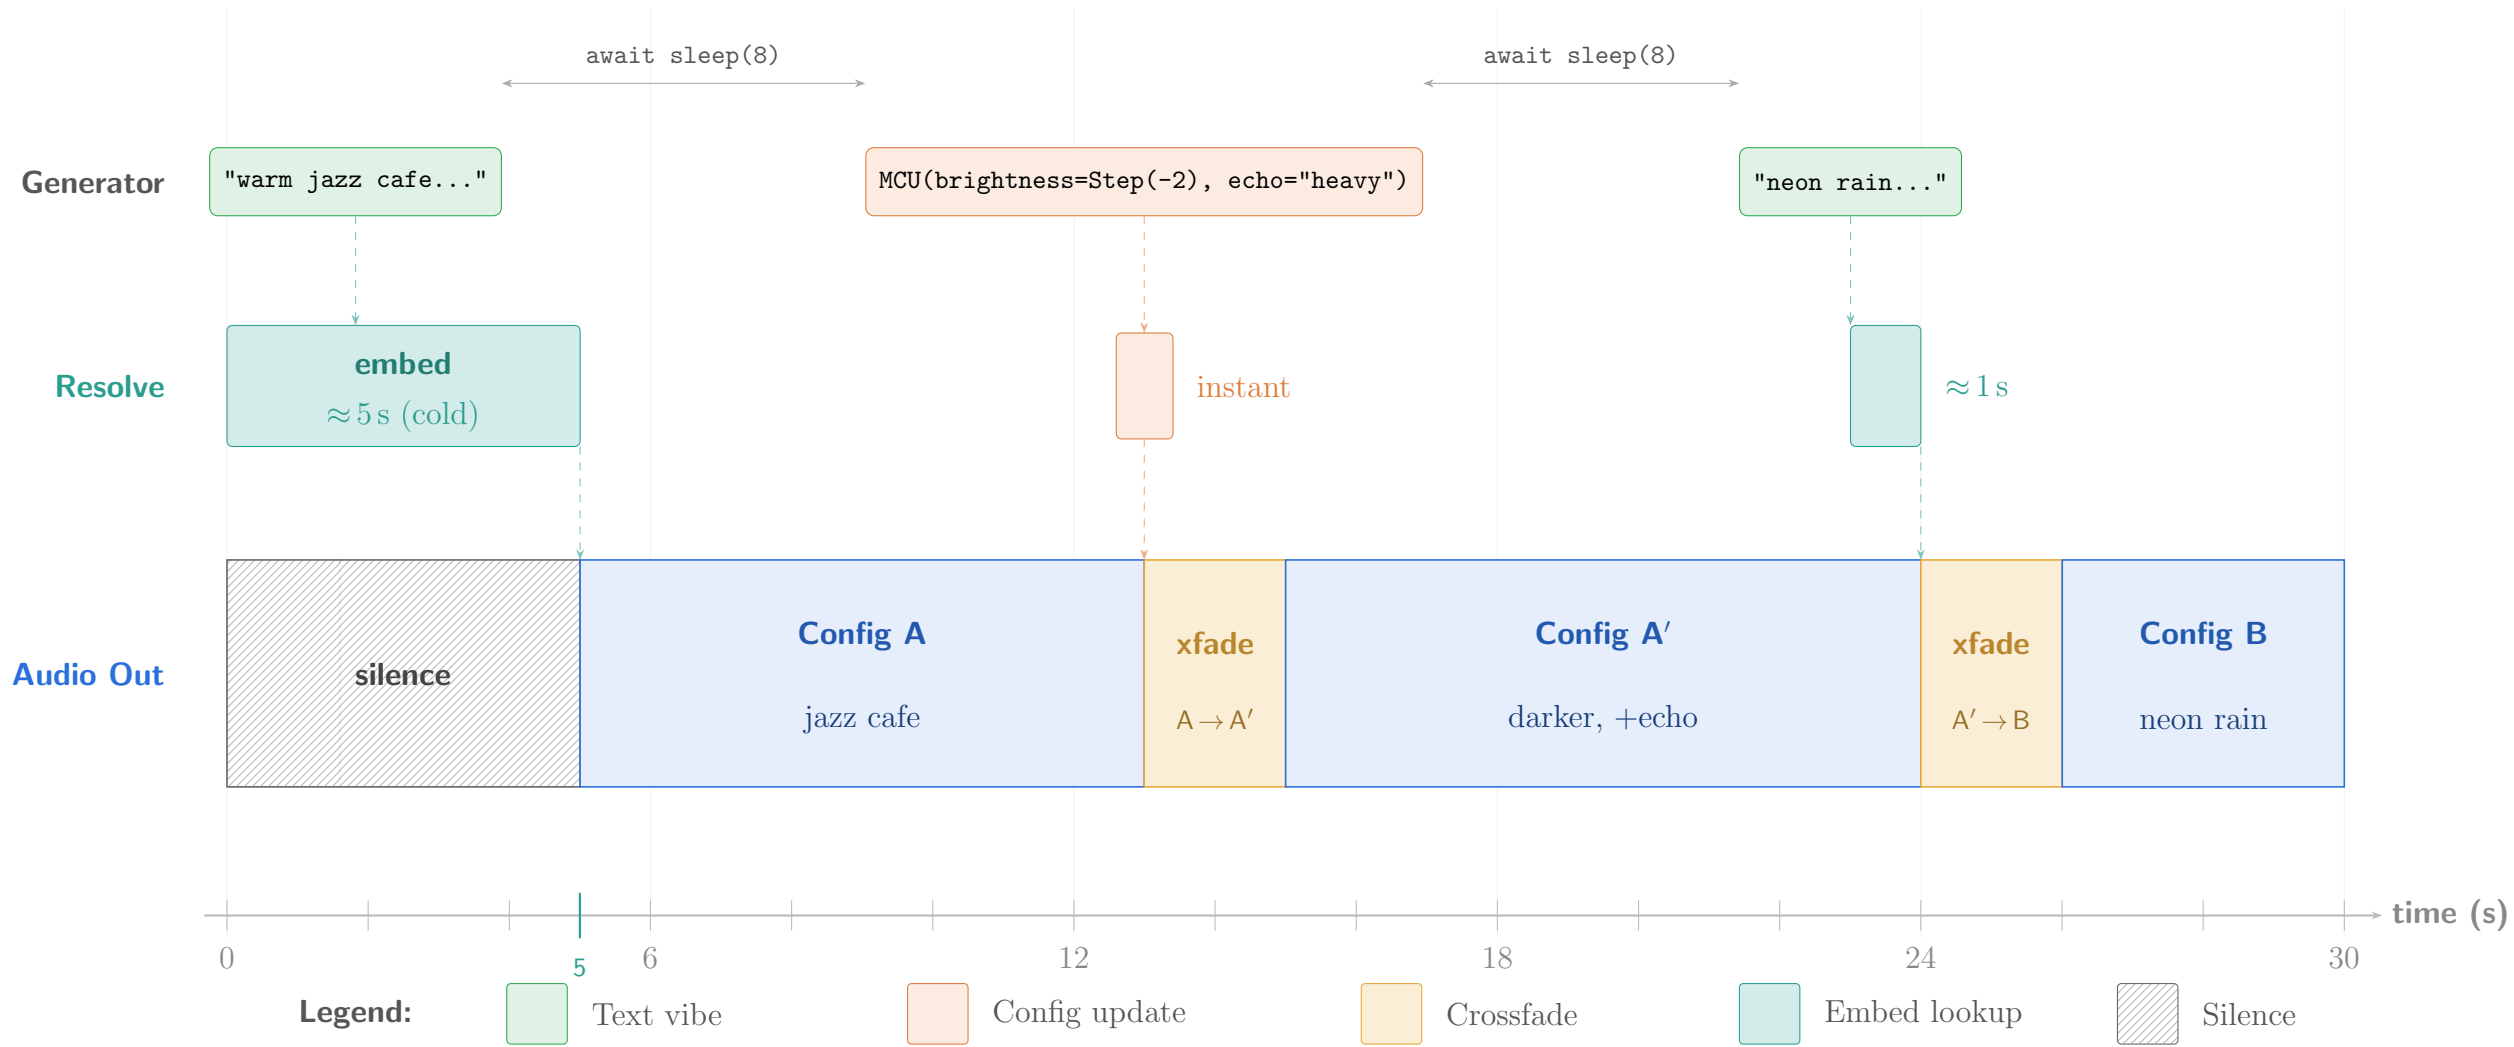 await sleep(8)
await sleep(8)
Generator
"warm jazz cafe..."
MCU(brightness=Step(-2), echo="heavy")
"neon rain..."
Resolve
embed
≈5 s (cold)
instant
≈1 s
Audio Out
silence
Config A
jazz cafe
xfade
A→A′
Config A′
darker, +echo
xfade
A′→B
Config B
neon rain
time (s)
0
5
6
12
18
24
30
Legend:
Text vibe
Config update
Crossfade
Embed lookup
Silence